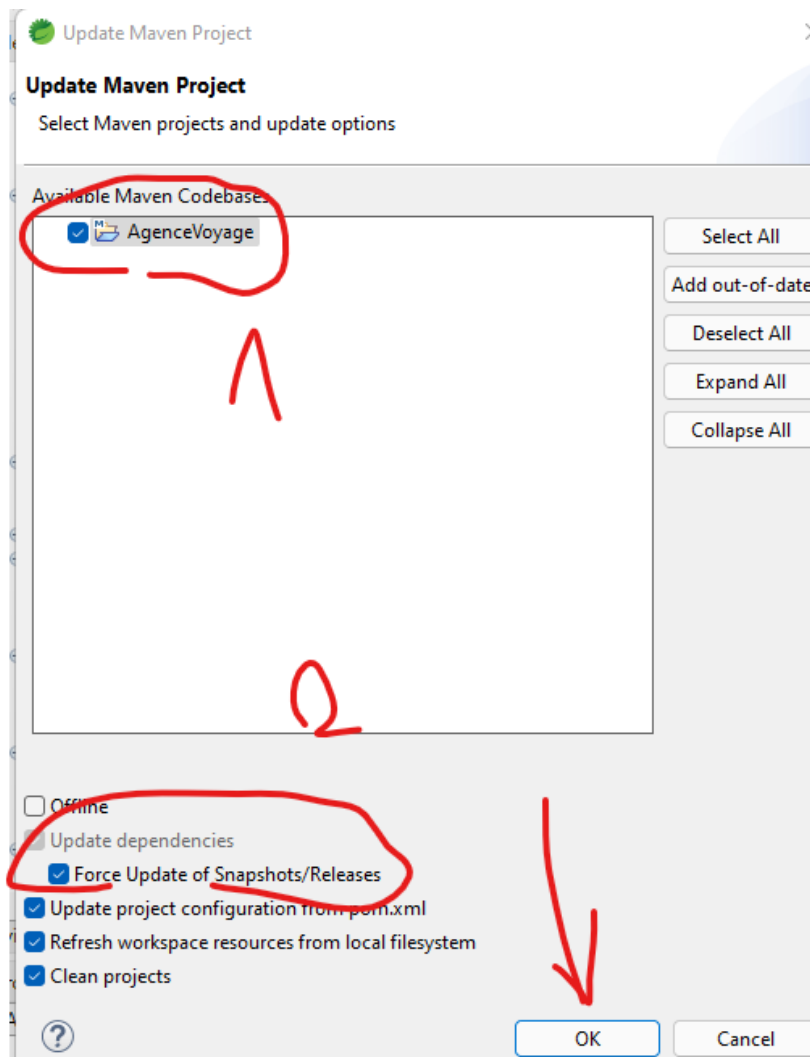 Update Maven Project
Update Maven Project
Select Maven projects and update options
Available Maven Codebases
AgenceVoyage
Select All
Add out-of-date
Deselect All
Expand All
Collapse All
1
2
Offline
Update dependencies
Force Update of Snapshots/Releases
Update project configuration from pom.xml
Refresh workspace resources from local filesystem
Clean projects
?
OK
Cancel